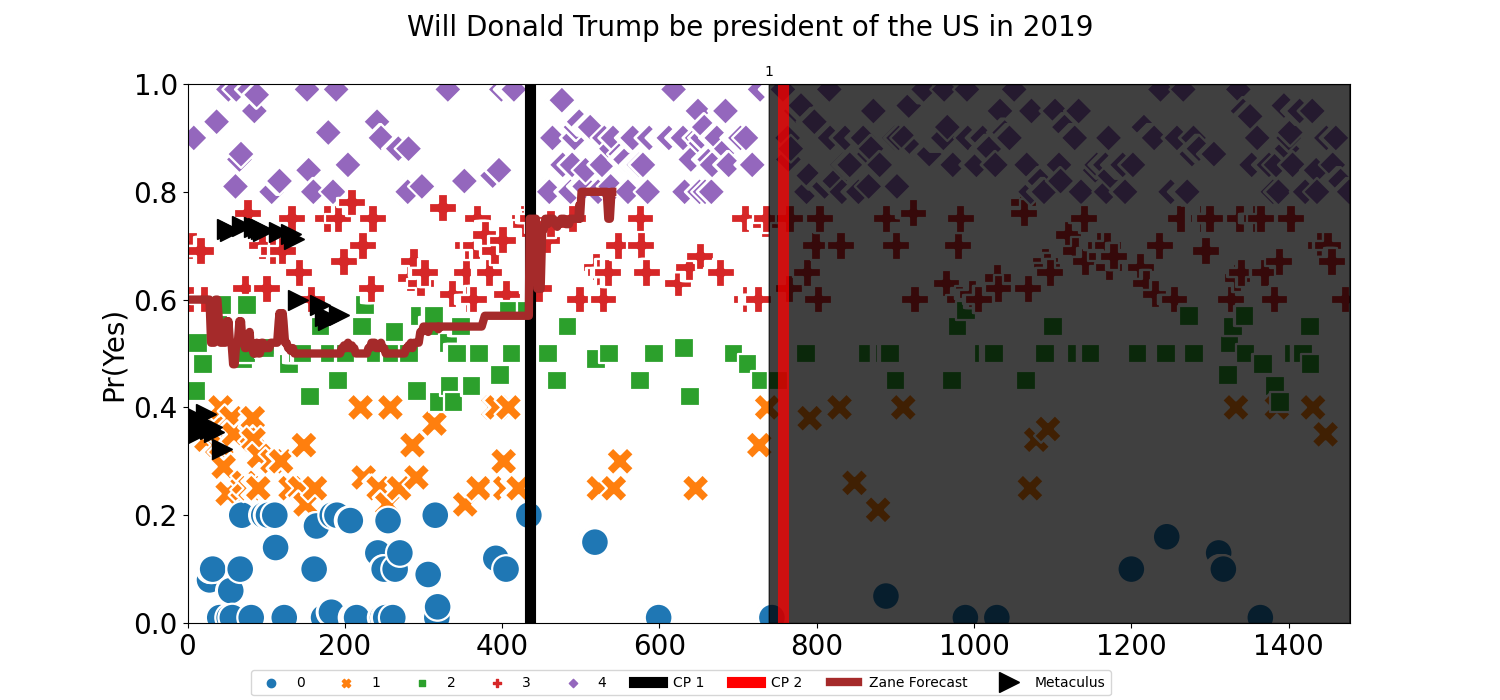 Will Donald Trump be president of the US in 2019
1
1.0
0.8
0.6
0.4
0.2
0.0
Pr(Yes)
0 200 400 600 800 1000 1200 1400
0 1 2 3 4 CP 1 CP 2 Zane Forecast Metaculus